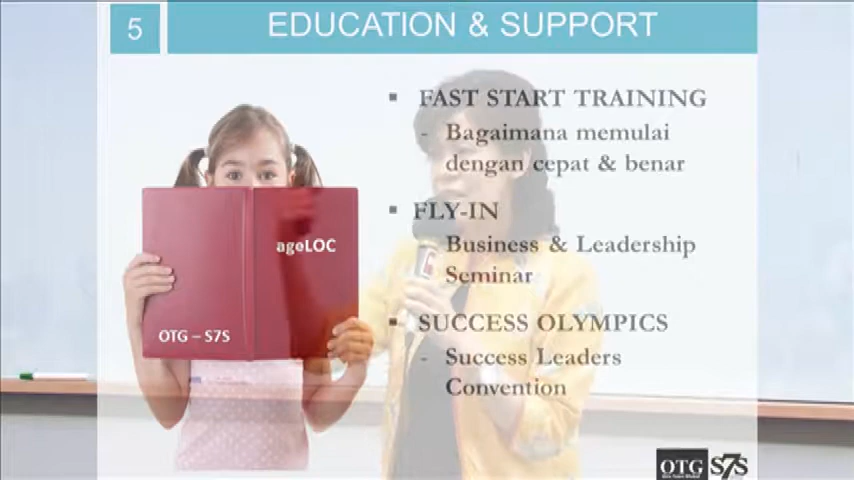 5
EDUCATION & SUPPORT
▪ FAST START TRAINING
- Bagaimana memulai
dengan cepat & benar
▪ FLY-IN
Business & Leadership
Seminar
▪ SUCCESS OLYMPICS
- Success Leaders
Convention
ageLOC
OTG – S7S
OTG S7S